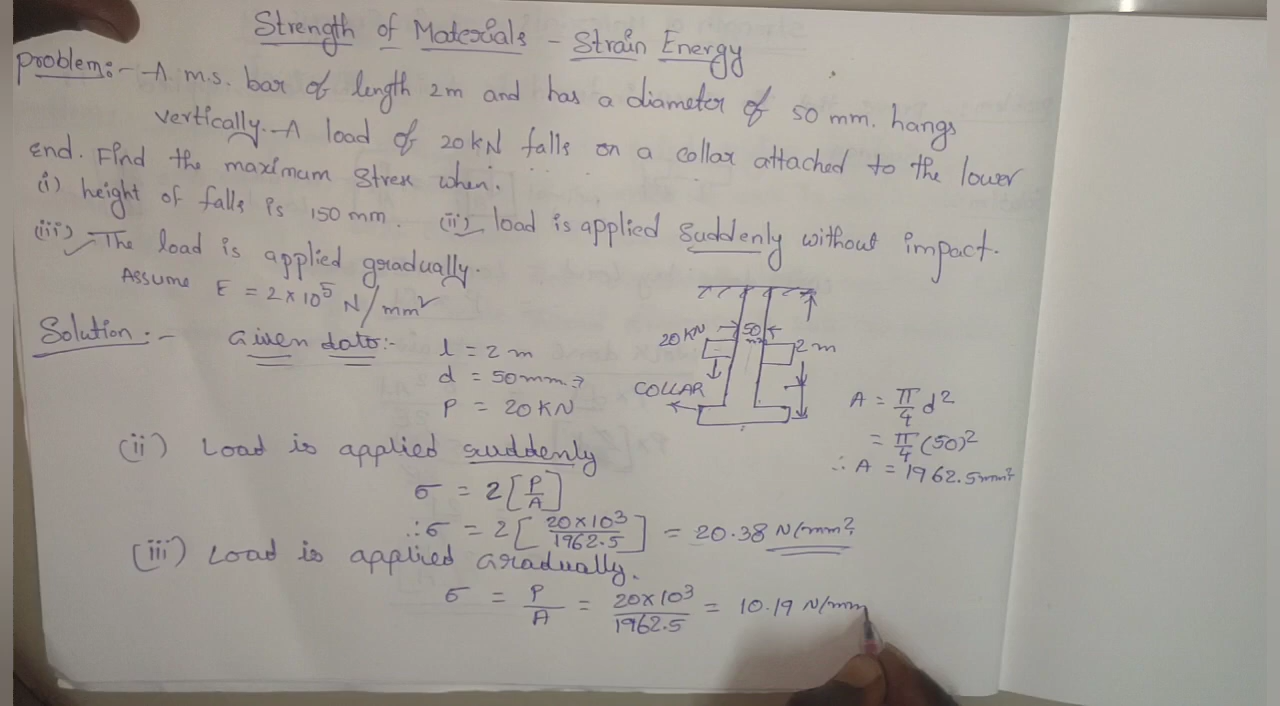 Strength of Materials - Strain Energy
Problem:- A m.s. bar of length 2m and has a diameter of 50 mm. hangs
vertically. A load of 20kN falls on a collar attached to the lower
end. Find the maximum Stress when.
(i) height of falls is 150 mm. (ii) load is applied suddenly without impact.
(iii) The load is applied gradually.
Assume E = 2×10⁵ N/mm²
Solution :- Given data:- l = 2 m
d = 50mm
P = 20KN
20KN
50
2m
COLLAR
A = π/4 d²
= π/4 (50)²
∴ A = 1962.5mm²
(ii) Load is applied suddenly
σ = 2[P/A]
∴σ = 2[20×10³/1962.5] = 20.38 N/mm²
(iii) Load is applied Gradually.
σ = P/A = 20×10³/1962.5 = 10.19 N/mm